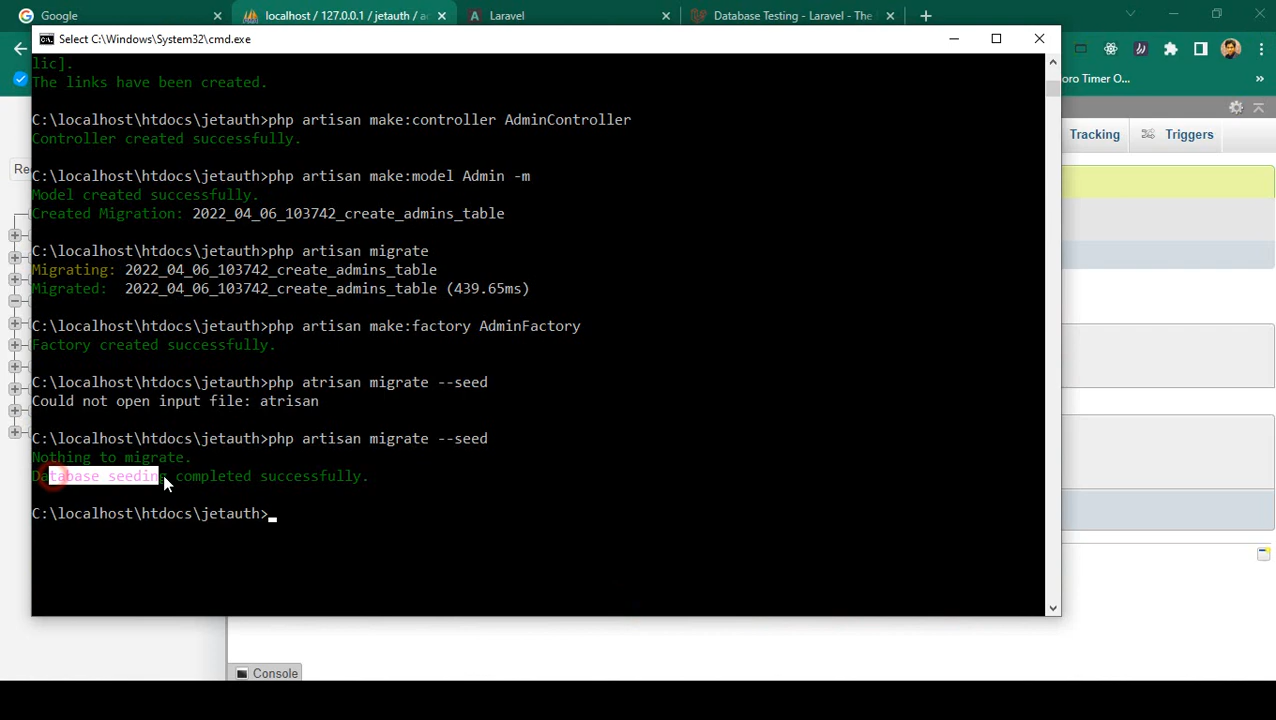 Google
localhost / 127.0.0.1 / jetauth / a
Laravel
Database Testing - Laravel - The
Select C:\Windows\System32\cmd.exe
lic].
The links have been created.
oro Timer O...
C:\localhost\htdocs\jetauth>php artisan make:controller AdminController
Controller created successfully.
Tracking
Triggers
Re
C:\localhost\htdocs\jetauth>php artisan make:model Admin -m
Model created successfully.
Created Migration: 2022_04_06_103742_create_admins_table
C:\localhost\htdocs\jetauth>php artisan migrate
Migrating: 2022_04_06_103742_create_admins_table
Migrated:  2022_04_06_103742_create_admins_table (439.65ms)
C:\localhost\htdocs\jetauth>php artisan make:factory AdminFactory
Factory created successfully.
C:\localhost\htdocs\jetauth>php atrisan migrate --seed
Could not open input file: atrisan
C:\localhost\htdocs\jetauth>php artisan migrate --seed
Nothing to migrate.
Database seeding completed successfully.
C:\localhost\htdocs\jetauth>
Console